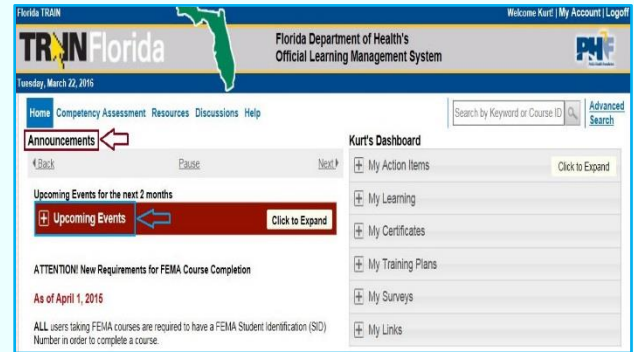 Florida TRAIN
Welcome Kurt! | My Account | Logoff
TRAIN Florida
Florida Department of Health's
Official Learning Management System
PHF
Tuesday, March 22, 2016
Home Competency Assessment Resources Discussions Help
Search by Keyword or Course ID
Advanced
Search
Announcements
Back Pause Next
Upcoming Events for the next 2 months
Upcoming Events Click to Expand
ATTENTION! New Requirements for FEMA Course Completion
As of April 1, 2015
ALL users taking FEMA courses are required to have a FEMA Student Identification (SID)
Number in order to complete a course.
Kurt's Dashboard
My Action Items Click to Expand
My Learning
My Certificates
My Training Plans
My Surveys
My Links